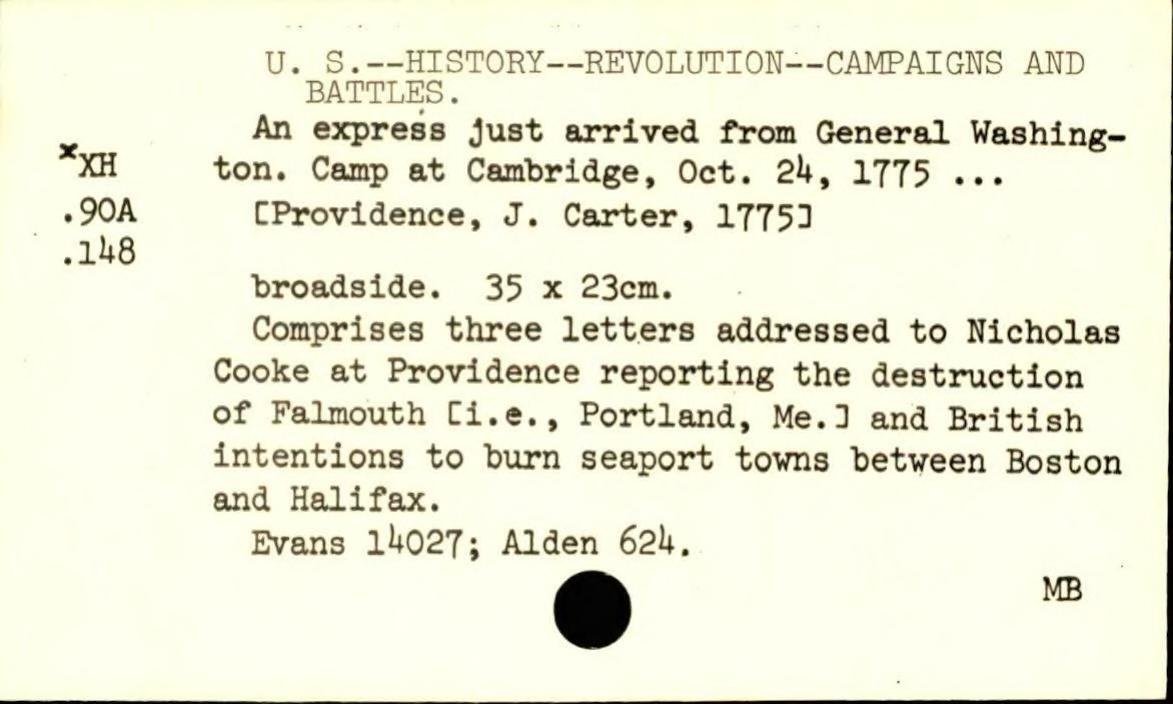 U. S.--HISTORY--REVOLUTION--CAMPAIGNS AND
BATTLES.
An express just arrived from General Washing-
*XH ton. Camp at Cambridge, Oct. 24, 1775 ...
.90A [Providence, J. Carter, 1775]
.148
broadside. 35 x 23cm.
Comprises three letters addressed to Nicholas
Cooke at Providence reporting the destruction
of Falmouth [i.e., Portland, Me.] and British
intentions to burn seaport towns between Boston
and Halifax.
Evans 14027; Alden 624.
MB